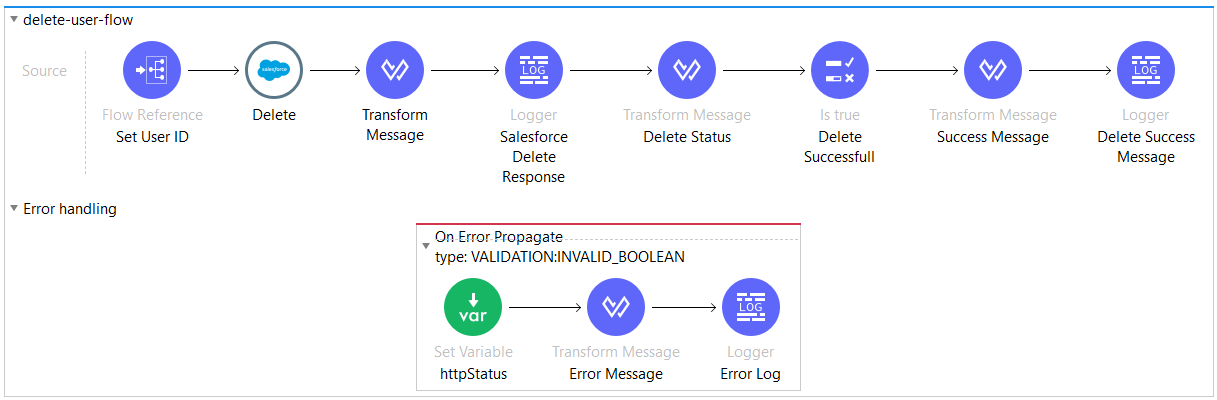 delete-user-flow
Source
salesforce
LOG
LOG
Flow Reference
Logger
Transform Message
Is true
Transform Message
Logger
Set User ID
Delete
Transform
Message
Salesforce
Delete
Response
Delete Status
Delete
Successfull
Success Message
Delete Success
Message
Error handling
On Error Propagate
type: VALIDATION:INVALID_BOOLEAN
var
LOG
Set Variable
Transform Message
Logger
httpStatus
Error Message
Error Log